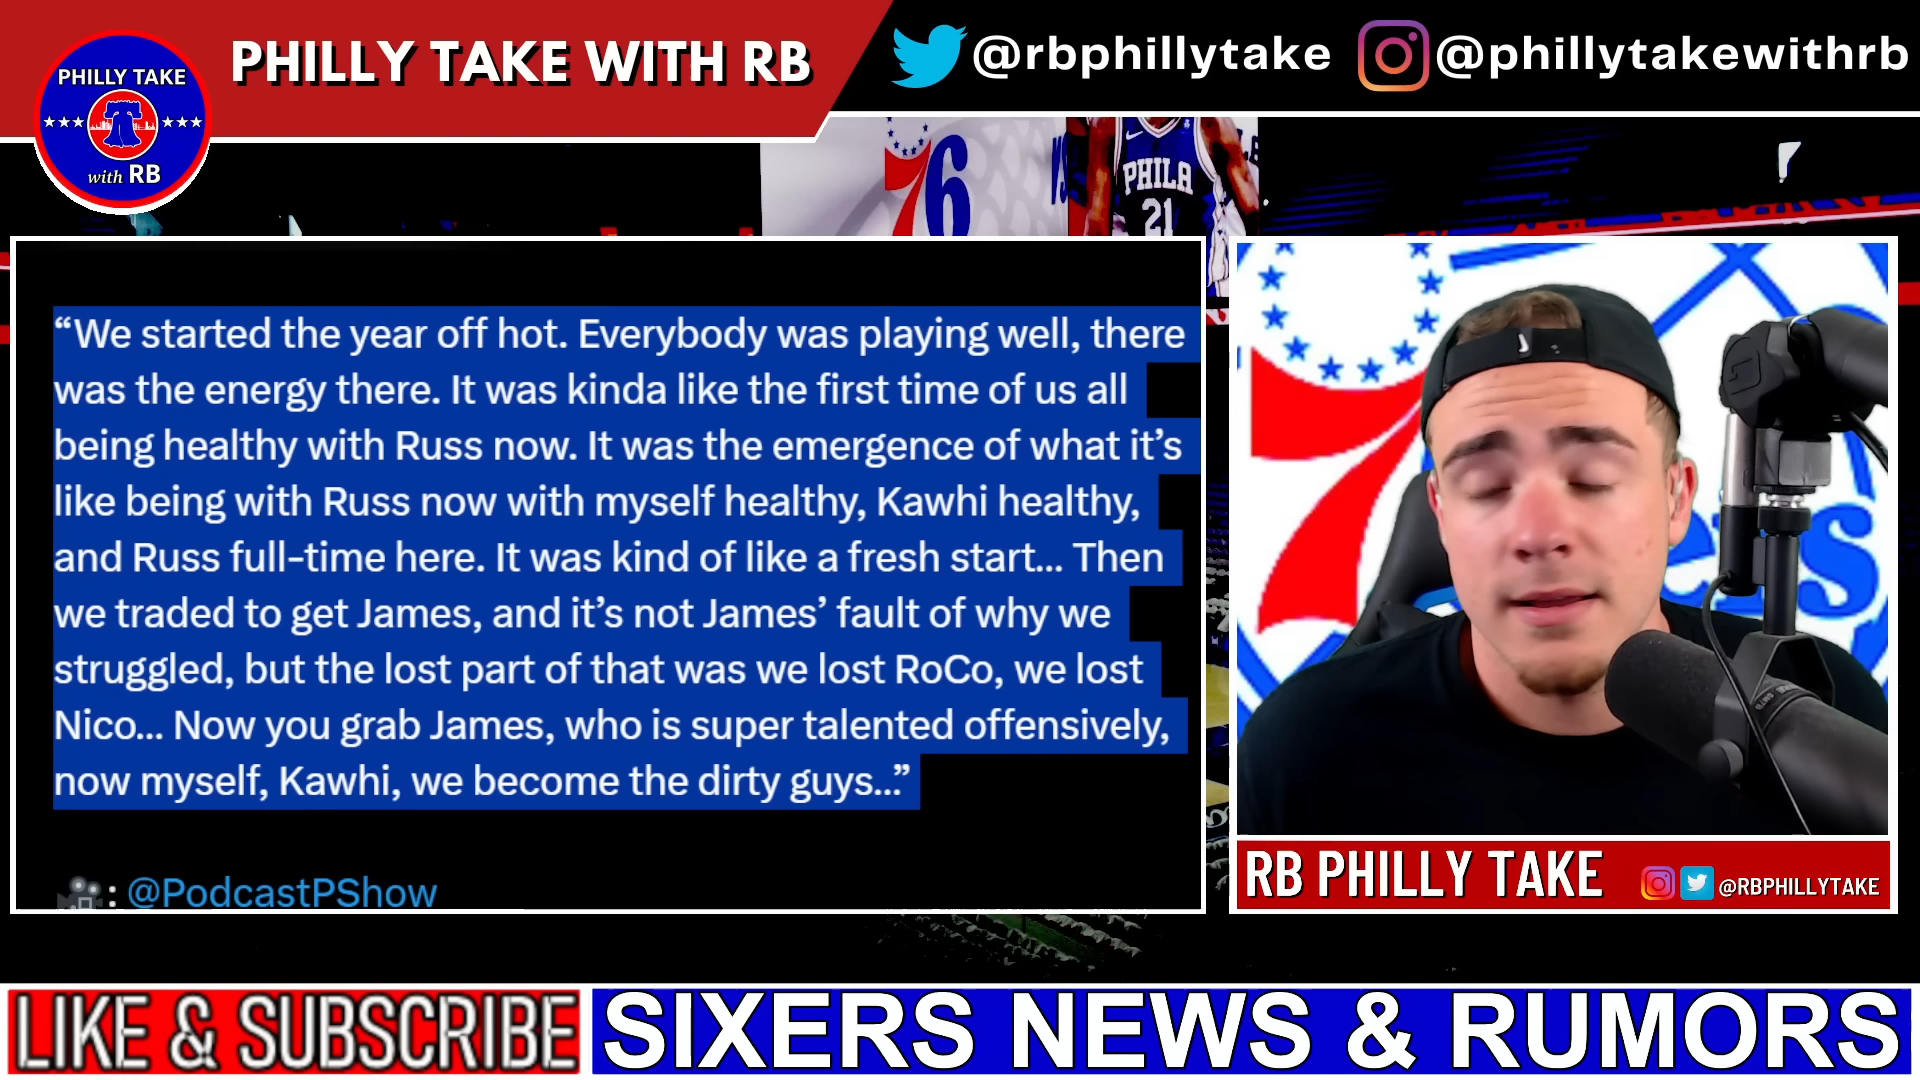 PHILLY TAKE WITH RB
@rbphillytake
@phillytakewithrb
PHILLY TAKE
with RB
76
PHILA
21
“We started the year off hot. Everybody was playing well, there
was the energy there. It was kinda like the first time of us all
being healthy with Russ now. It was the emergence of what it’s
like being with Russ now with myself healthy, Kawhi healthy,
and Russ full-time here. It was kind of like a fresh start... Then
we traded to get James, and it’s not James’ fault of why we
struggled, but the lost part of that was we lost RoCo, we lost
Nico... Now you grab James, who is super talented offensively,
now myself, Kawhi, we become the dirty guys...”
: @PodcastPShow
7
ers
RB PHILLY TAKE
@RBPHILLYTAKE
LIKE & SUBSCRIBE
SIXERS NEWS & RUMORS